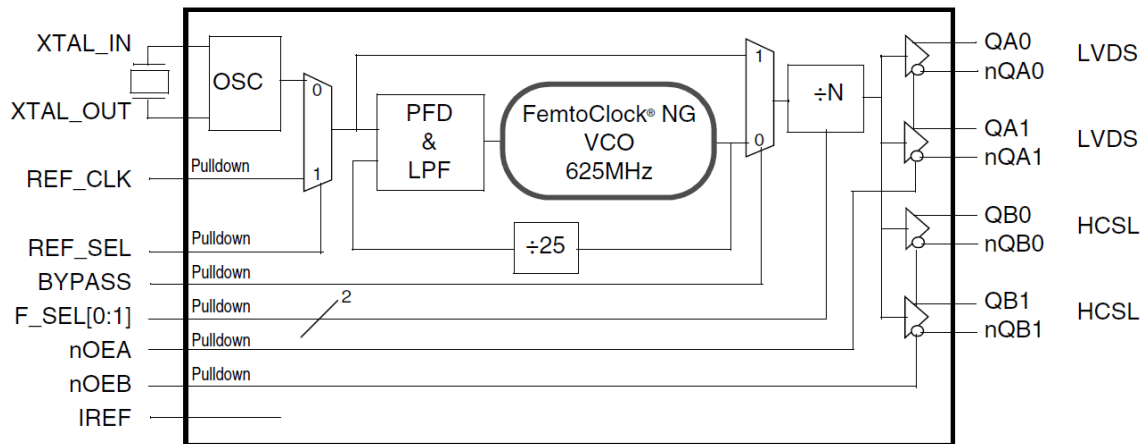 XTAL_IN
OSC
XTAL_OUT
0
1
PFD
&
LPF
FemtoClock® NG
VCO
625MHz
1
0
÷N
÷25
REF_CLK
Pulldown
REF_SEL
Pulldown
BYPASS
Pulldown
F_SEL[0:1]
Pulldown
2
nOEA
Pulldown
nOEB
Pulldown
IREF
QA0
nQA0
LVDS
QA1
nQA1
LVDS
QB0
nQB0
HCSL
QB1
nQB1
HCSL